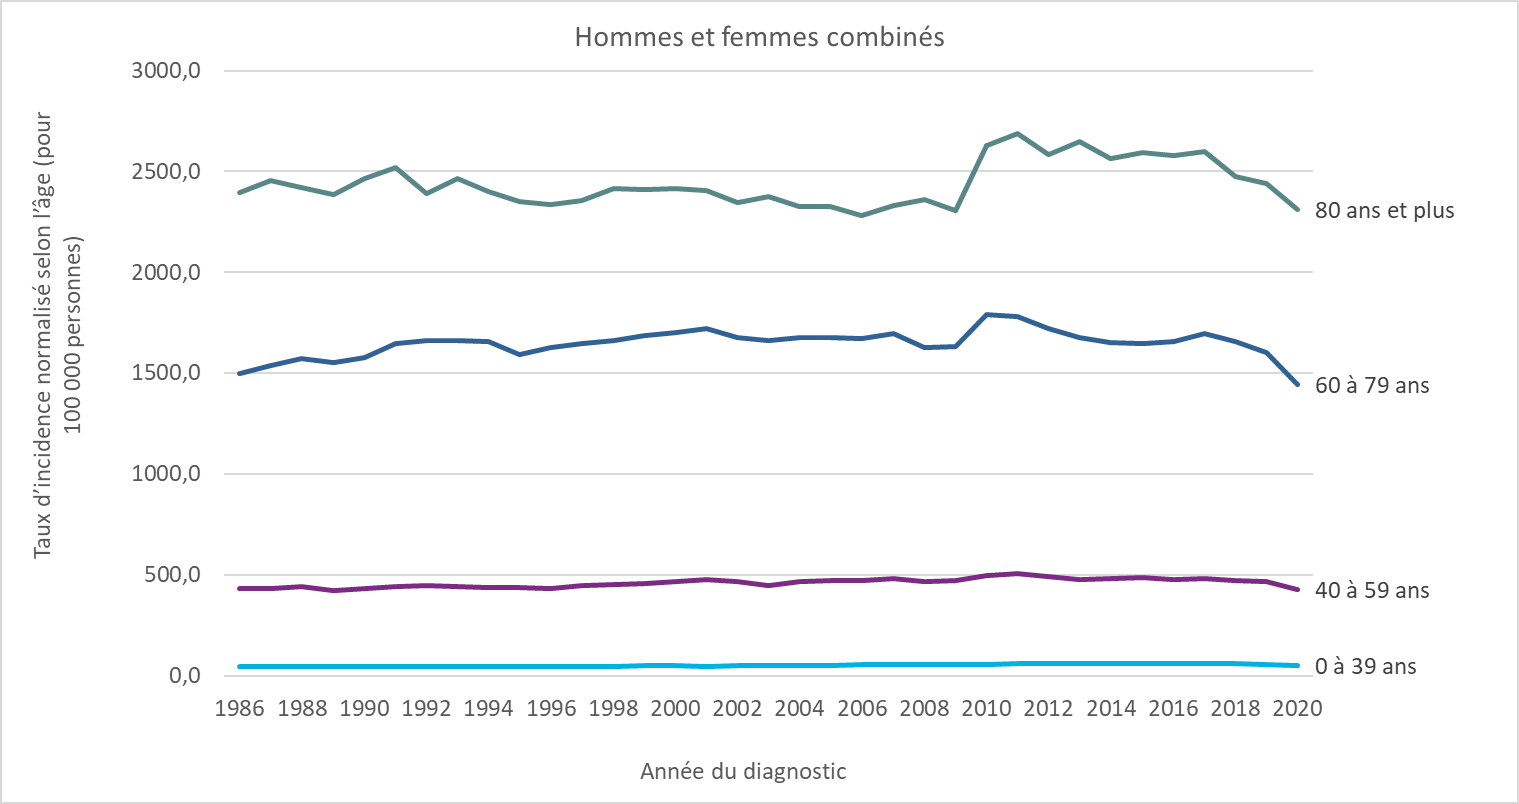 Hommes et femmes combinés
Taux d’incidence normalisé selon l’âge (pour
100 000 personnes)
3000,0
2500,0
2000,0
1500,0
1000,0
500,0
0,0
80 ans et plus
60 à 79 ans
40 à 59 ans
0 à 39 ans
1986 1988 1990 1992 1994 1996 1998 2000 2002 2004 2006 2008 2010 2012 2014 2016 2018 2020
Année du diagnostic